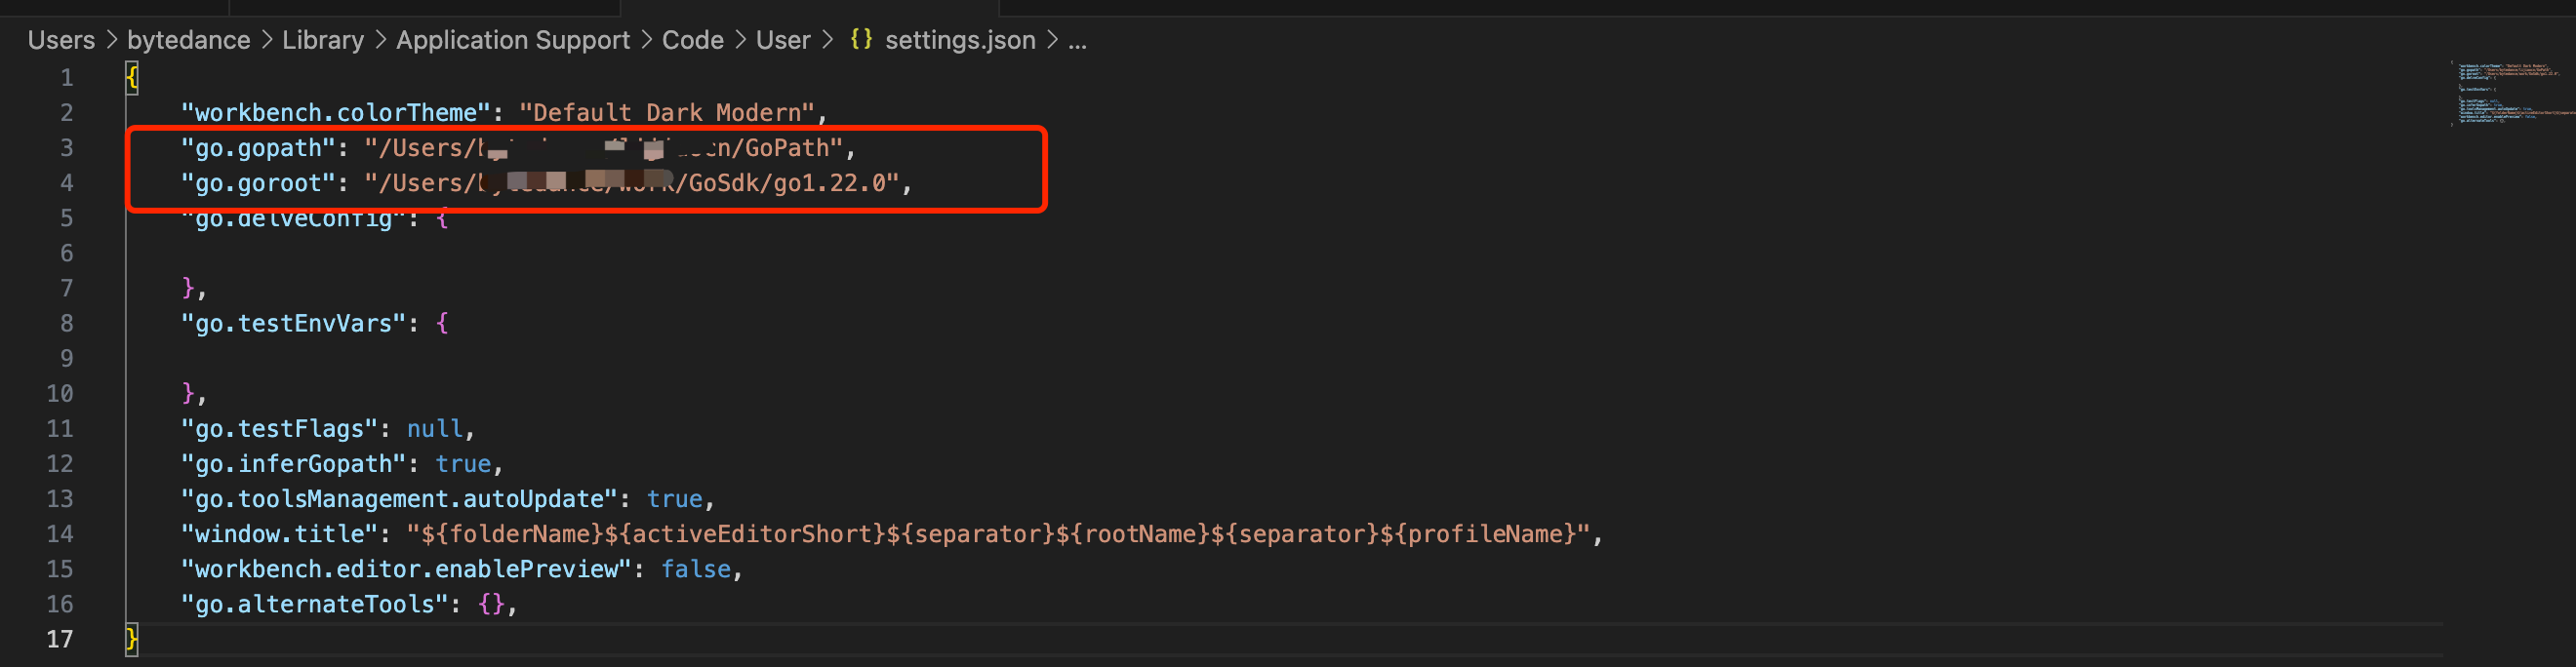 Users > bytedance > Library > Application Support > Code > User > {} settings.json > ...
1 {
2 "workbench.colorTheme": "Default Dark Modern",
3 "go.gopath": "/Users/ /GoPath",
4 "go.goroot": "/Users/ /GoSdk/go1.22.0",
5 "go.delveConfig": {
6
7 },
8 "go.testEnvVars": {
9
10 },
11 "go.testFlags": null,
12 "go.inferGopath": true,
13 "go.toolsManagement.autoUpdate": true,
14 "window.title": "${folderName}${activeEditorShort}${separator}${rootName}${separator}${profileName}",
15 "workbench.editor.enablePreview": false,
16 "go.alternateTools": {},
17 }